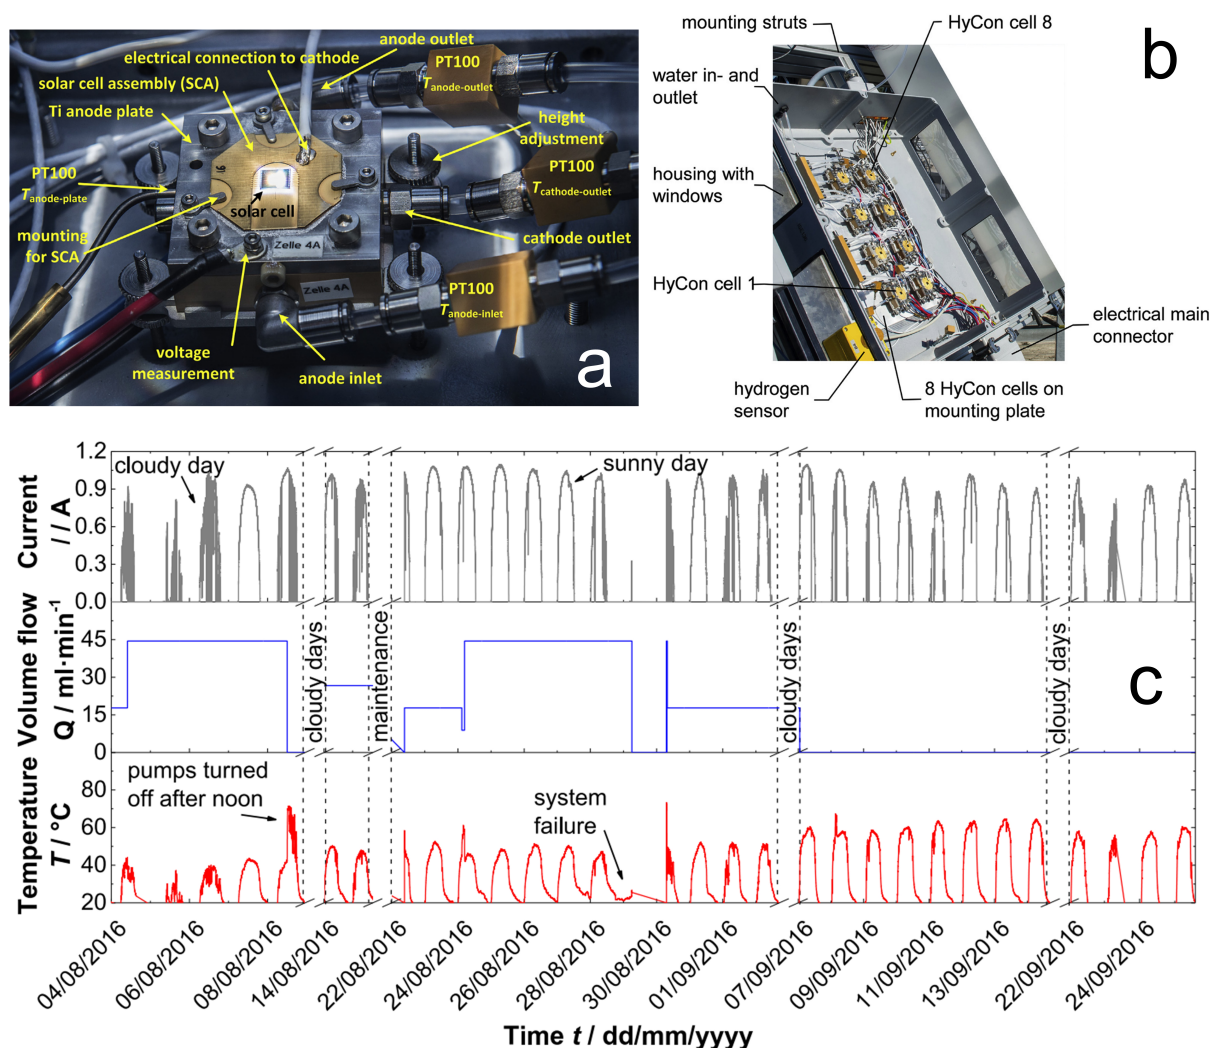 anode outlet
electrical connection to cathode
PT100
Tanode-outlet
solar cell assembly (SCA)
Ti anode plate
height
adjustment
PT100
Tanode-plate
PT100
Tcathode-outlet
solar cell
mounting
for SCA
cathode outlet
Zelle 4A
Zelle 4A
PT100
Tanode-inlet
voltage
measurement
anode inlet
a
mounting struts
HyCon cell 8
b
water in- and
outlet
housing with
windows
HyCon cell 1
electrical main
connector
hydrogen
sensor
8 HyCon cells on
mounting plate
Current
I / A
1.2
0.9
0.6
0.3
0.0
cloudy day
sunny day
Volume flow
Q / ml·min⁻¹
45
30
15
0
cloudy days
maintenance
cloudy days
cloudy days
c
Temperature
T / °C
80
60
40
20
pumps turned
off after noon
system
failure
04/08/2016
06/08/2016
08/08/2016
14/08/2016
22/08/2016
24/08/2016
26/08/2016
28/08/2016
30/08/2016
01/09/2016
07/09/2016
09/09/2016
11/09/2016
13/09/2016
22/09/2016
24/09/2016
Time t / dd/mm/yyyy